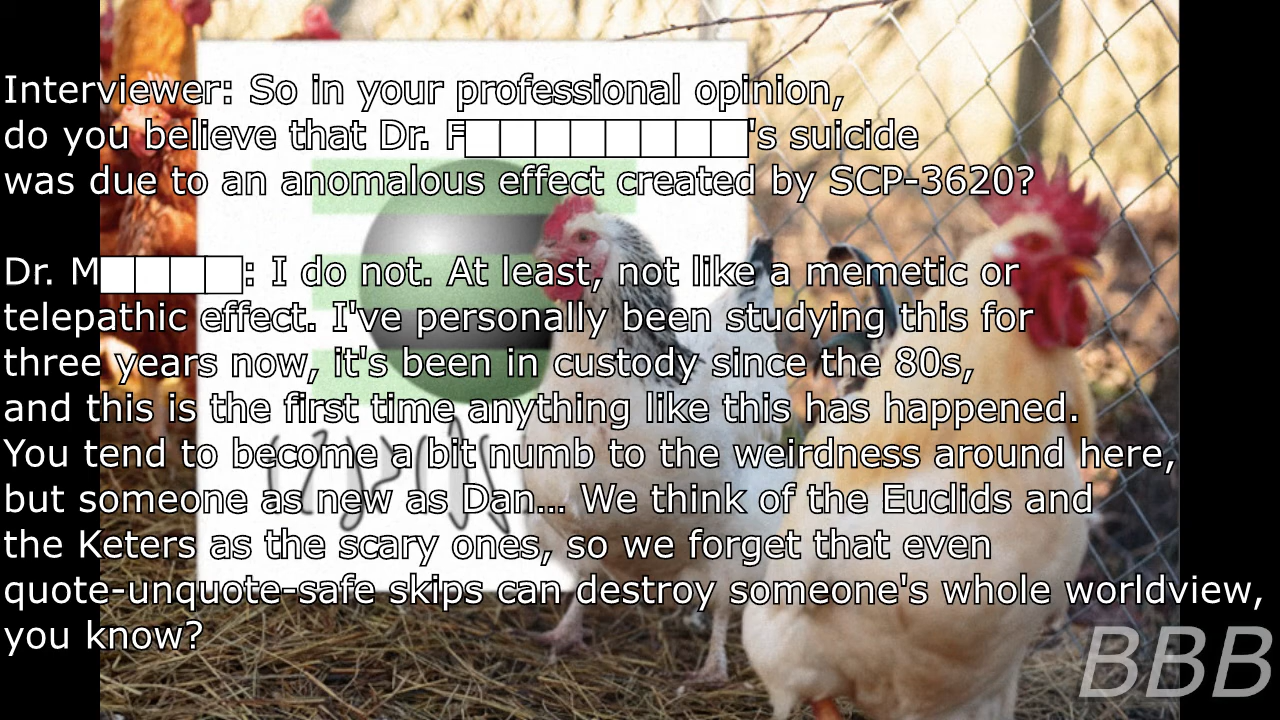 Interviewer: So in your professional opinion,
do you believe that Dr. F□□□□□□□□'s suicide
was due to an anomalous effect created by SCP-3620?
Dr. M□□□□: I do not. At least, not like a memetic or
telepathic effect. I've personally been studying this for
three years now, it's been in custody since the 80s,
and this is the first time anything like this has happened.
You tend to become a bit numb to the weirdness around here,
but someone as new as Dan... We think of the Euclids and
the Keters as the scary ones, so we forget that even
quote-unquote-safe skips can destroy someone's whole worldview,
you know?
BBB